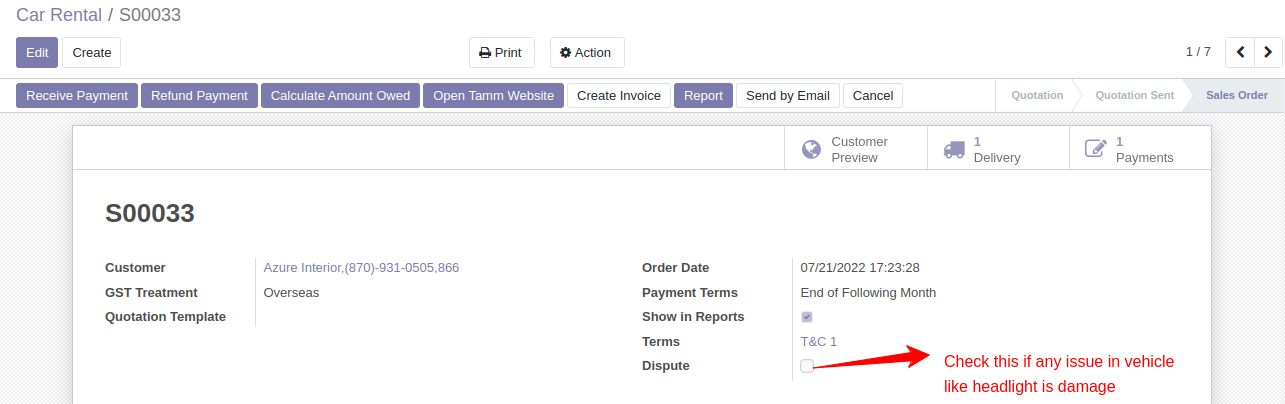 Car Rental / S00033
Edit Create Print Action 1 / 7
Receive Payment Refund Payment Calculate Amount Owed Open Tamm Website Create Invoice Report Send by Email Cancel Quotation Quotation Sent Sales Order
Customer Preview
1 Delivery
1 Payments
S00033
Customer Azure Interior,(870)-931-0505,866
GST Treatment Overseas
Quotation Template
Order Date 07/21/2022 17:23:28
Payment Terms End of Following Month
Show in Reports
Terms T&C 1
Dispute
Check this if any issue in vehicle
like headlight is damage